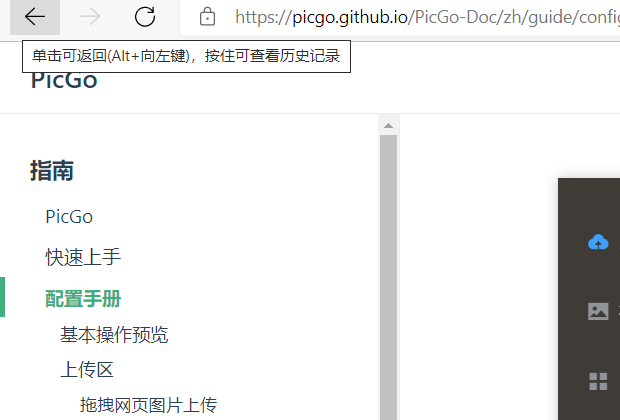 https://picgo.github.io/PicGo-Doc/zh/guide/config
单击可返回(Alt+向左键)，按住可查看历史记录
PicGo
指南
PicGo
快速上手
配置手册
基本操作预览
上传区
拖拽网页图片上传